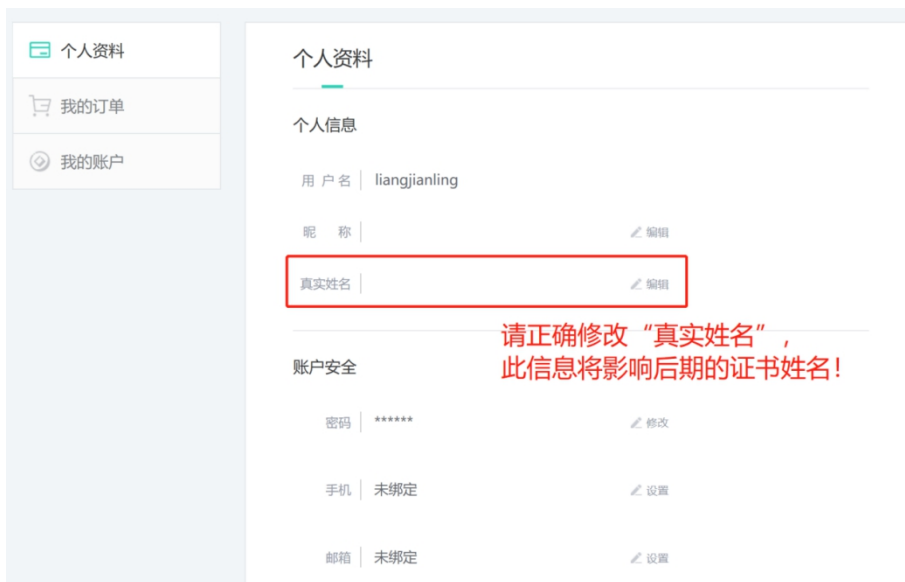 个人资料
我的订单
我的账户
个人资料
个人信息
用户名 liangjianling
昵称 编辑
真实姓名 编辑
请正确修改“真实姓名”，
此信息将影响后期的证书姓名！
账户安全
密码 ****** 修改
手机 未绑定 设置
邮箱 未绑定 设置